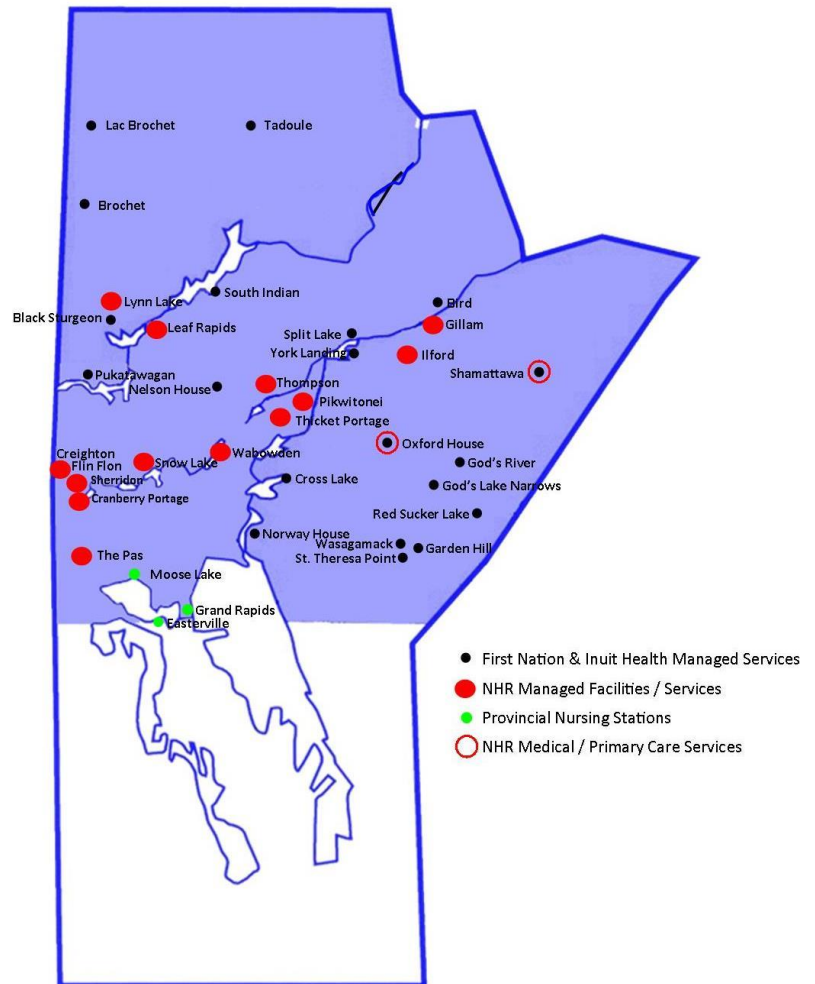 Lac Brochet
Tadoule
Brochet
South Indian
Lynn Lake
Bird
Black Sturgeon
Leaf Rapids
Gillam
Split Lake
York Landing
Ilford
Shamattawa
Pukatawagan
Nelson House
Thompson
Pikwitonei
Thicket Portage
Oxford House
Creighton
Flin Flon
Snow Lake
Wabowden
God's River
Sherridon
Cross Lake
God's Lake Narrows
Cranberry Portage
Red Sucker Lake
Norway House
Wasagamack
Garden Hill
St. Theresa Point
The Pas
Moose Lake
Grand Rapids
Easterville
First Nation & Inuit Health Managed Services
NHR Managed Facilities / Services
Provincial Nursing Stations
NHR Medical / Primary Care Services